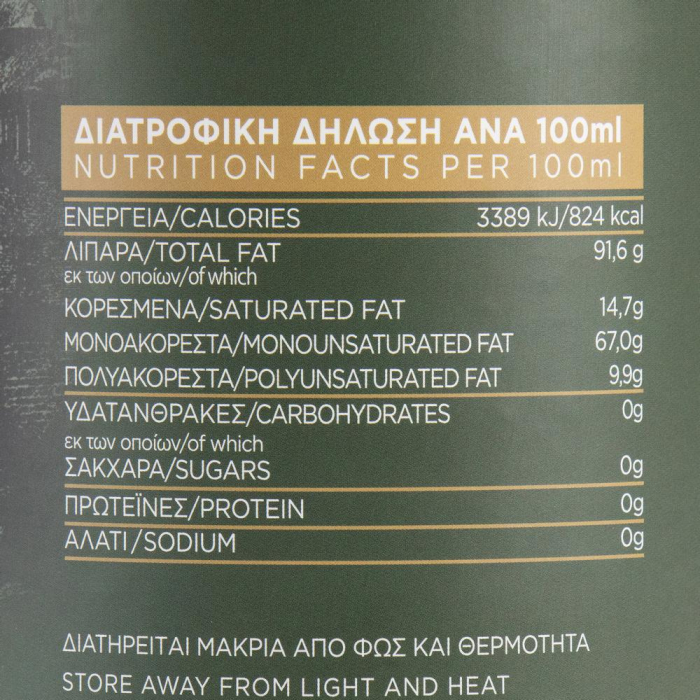 ΔΙΑΤΡΟΦΙΚΗ ΔΗΛΩΣΗ ΑΝΑ 100ml
NUTRITION FACTS PER 100ml
ΕΝΕΡΓΕΙΑ/CALORIES 3389 kJ/824 kcal
ΛΙΠΑΡΑ/TOTAL FAT 91,6 g
εκ των οποίων/of which
ΚΟΡΕΣΜΕΝΑ/SATURATED FAT 14,7g
ΜΟΝΟΑΚΟΡΕΣΤΑ/MONOUNSATURATED FAT 67,0g
ΠΟΛΥΑΚΟΡΕΣΤΑ/POLYUNSATURATED FAT 9,9g
ΥΔΑΤΑΝΘΡΑΚΕΣ/CARBOHYDRATES 0g
εκ των οποίων/of which
ΣΑΚΧΑΡΑ/SUGARS 0g
ΠΡΩΤΕΪΝΕΣ/PROTEIN 0g
ΑΛΑΤΙ/SODIUM 0g
ΔΙΑΤΗΡΕΙΤΑΙ ΜΑΚΡΙΑ ΑΠΟ ΦΩΣ ΚΑΙ ΘΕΡΜΟΤΗΤΑ
STORE AWAY FROM LIGHT AND HEAT